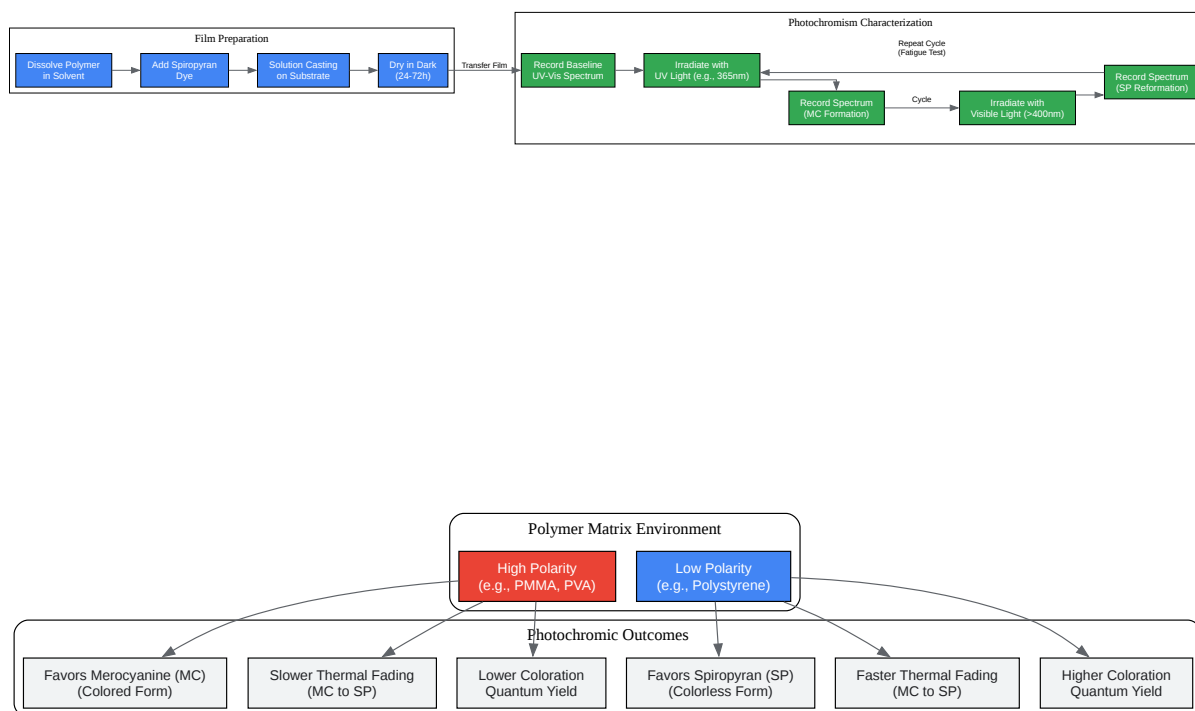 Film Preparation
Dissolve Polymer
in Solvent
Add Spiropyran
Dye
Solution Casting
on Substrate
Dry in Dark
(24-72h)
Transfer Film
Photochromism Characterization
Record Baseline
UV-Vis Spectrum
Irradiate with
UV Light (e.g., 365nm)
Record Spectrum
(MC Formation)
Cycle
Irradiate with
Visible Light (>400nm)
Record Spectrum
(SP Reformation)
Repeat Cycle
(Fatigue Test)
Polymer Matrix Environment
High Polarity
(e.g., PMMA, PVA)
Low Polarity
(e.g., Polystyrene)
Photochromic Outcomes
Favors Merocyanine (MC)
(Colored Form)
Slower Thermal Fading
(MC to SP)
Lower Coloration
Quantum Yield
Favors Spiropyran (SP)
(Colorless Form)
Faster Thermal Fading
(MC to SP)
Higher Coloration
Quantum Yield